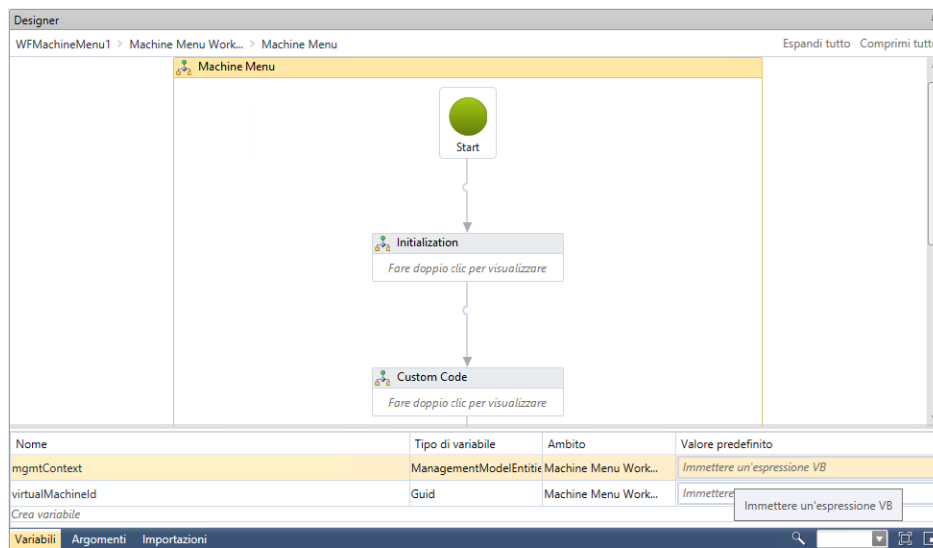 Designer
WFMachineMenu1 > Machine Menu Work... > Machine Menu Espandi tutto Comprimi tutto
Machine Menu
Start
Initialization
Fare doppio clic per visualizzare
Custom Code
Fare doppio clic per visualizzare
Nome Tipo di variabile Ambito Valore predefinito
mgmtContext ManagementModelEntitie Machine Menu Work... Immettere un'espressione VB
virtualMachineId Guid Machine Menu Work... Immettere
Immettere un'espressione VB
Crea variabile
Variabili Argomenti Importazioni